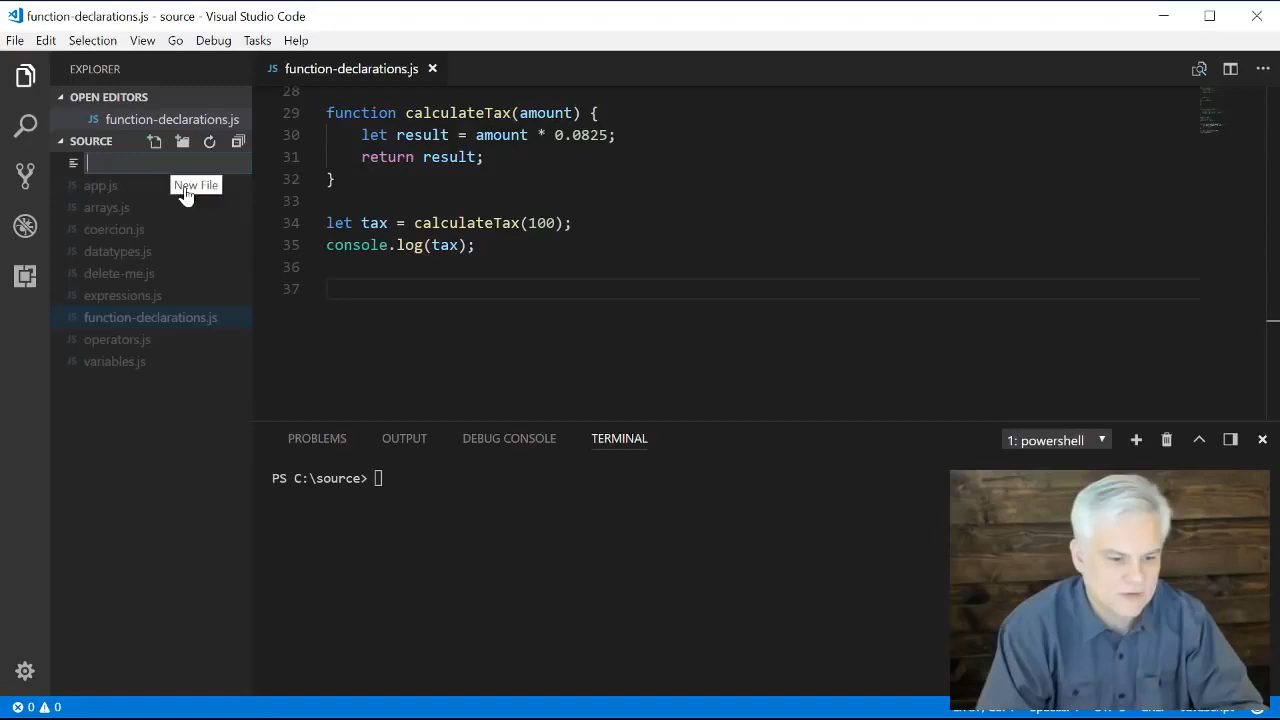 function-declarations.js - source - Visual Studio Code
File Edit Selection View Go Debug Tasks Help
EXPLORER
OPEN EDITORS
function-declarations.js
SOURCE
New File
app.js
arrays.js
coercion.js
datatypes.js
delete-me.js
expressions.js
function-declarations.js
operators.js
variables.js
JS function-declarations.js
28
29 function calculateTax(amount) {
30 let result = amount * 0.0825;
31 return result;
32 }
33
34 let tax = calculateTax(100);
35 console.log(tax);
36
37
PROBLEMS OUTPUT DEBUG CONSOLE TERMINAL
1: powershell
PS C:\source>
0 0